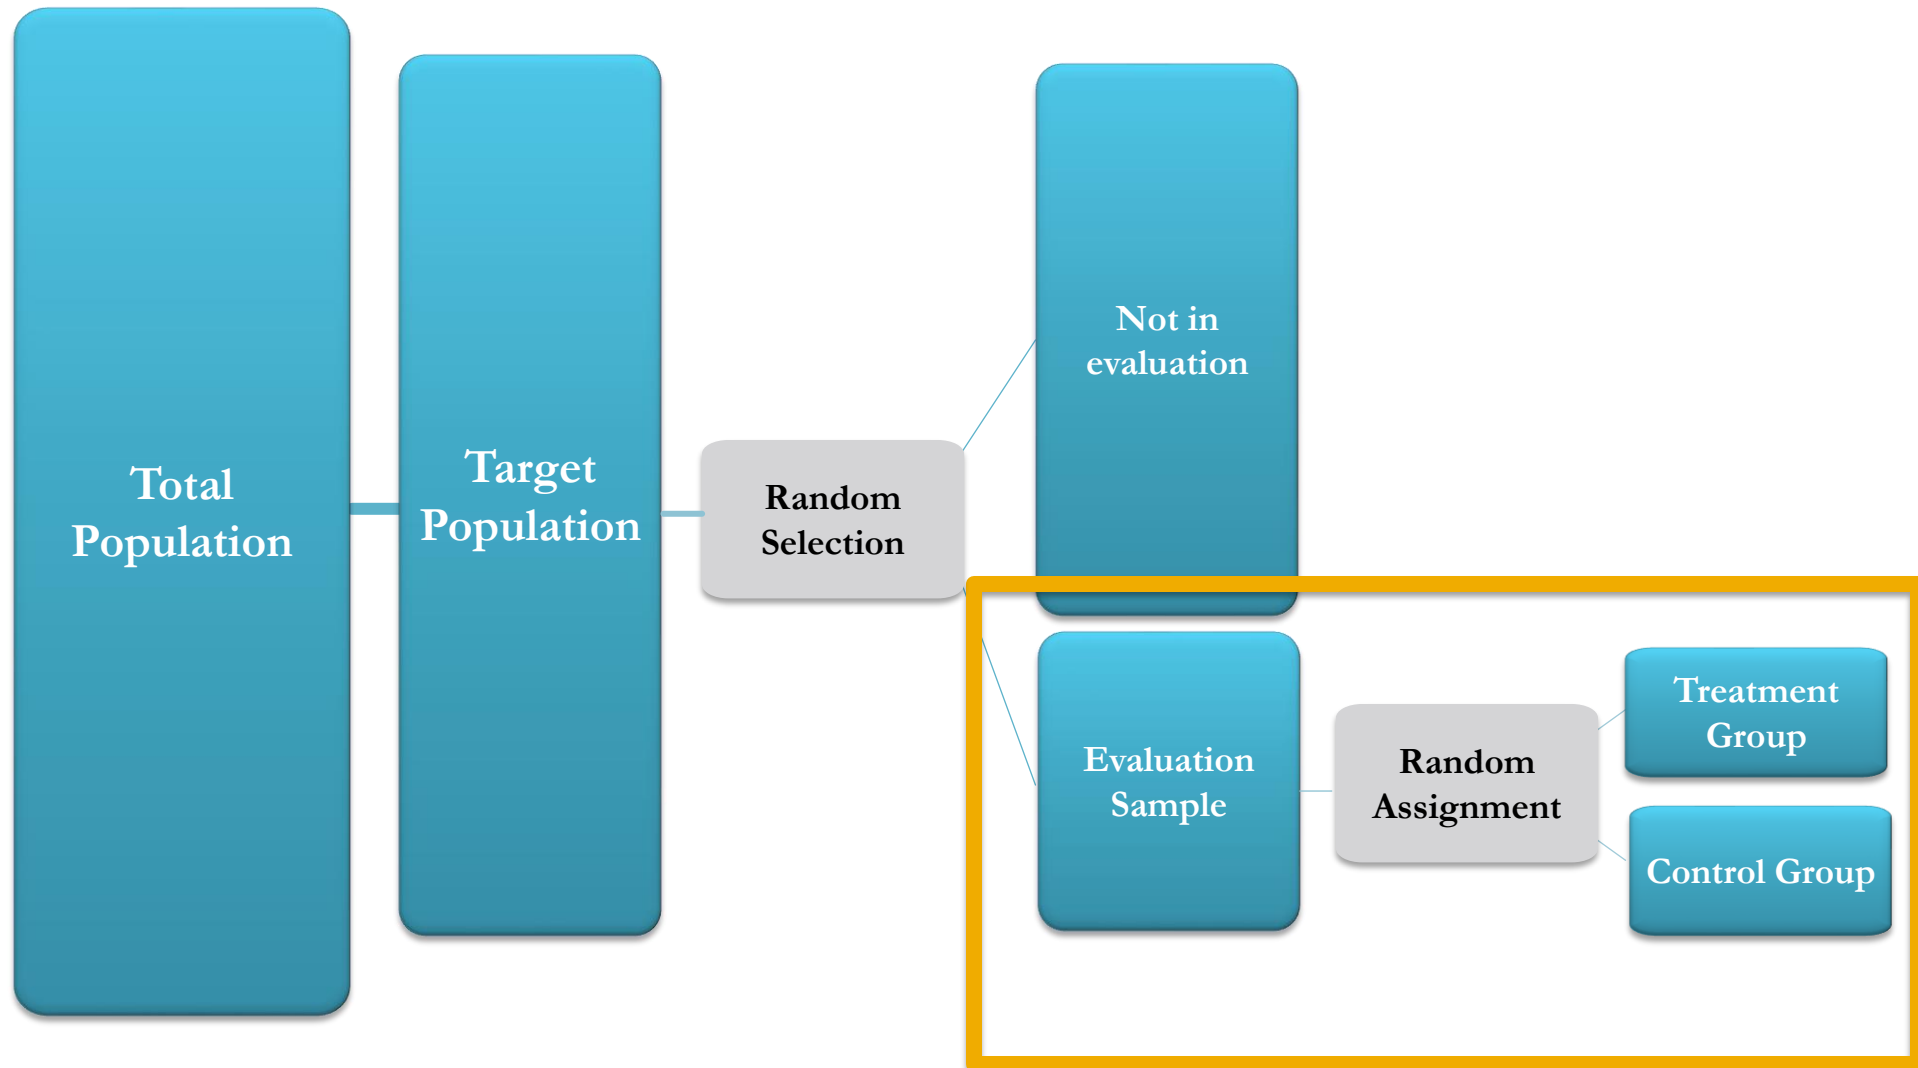 Total
Population
Target
Population
Random
Selection
Not in
evaluation
Evaluation
Sample
Random
Assignment
Treatment
Group
Control Group